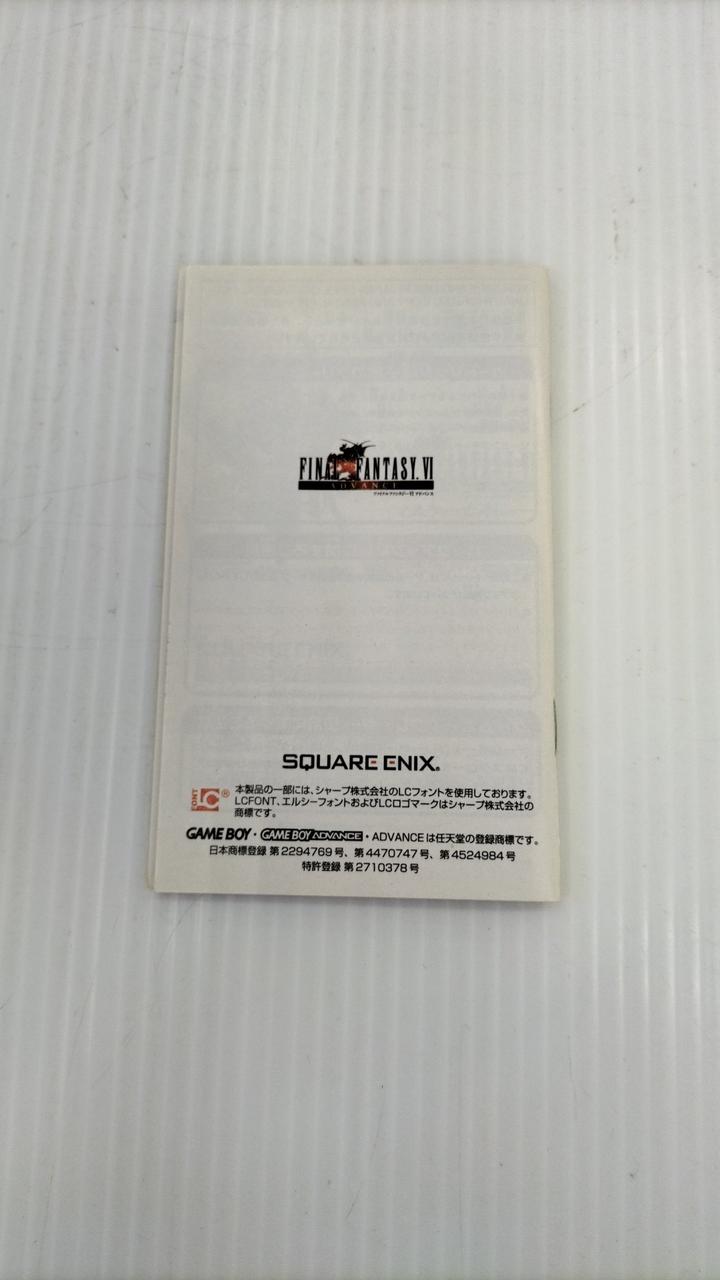 FINAL FANTASY. VI
ADVANCE
ファイナルファンタジーVI アドバンス
SQUARE ENIX®
FONT LC® 本製品の一部には、シャープ株式会社のLCフォントを使用しております。
LCFONT、エルシーフォントおよびLCロゴマークはシャープ株式会社の
商標です。
GAME BOY・GAME BOY ADVANCE・ADVANCEは任天堂の登録商標です。
日本商標登録 第2294769号、第4470747号、第4524984号
特許登録 第2710378号